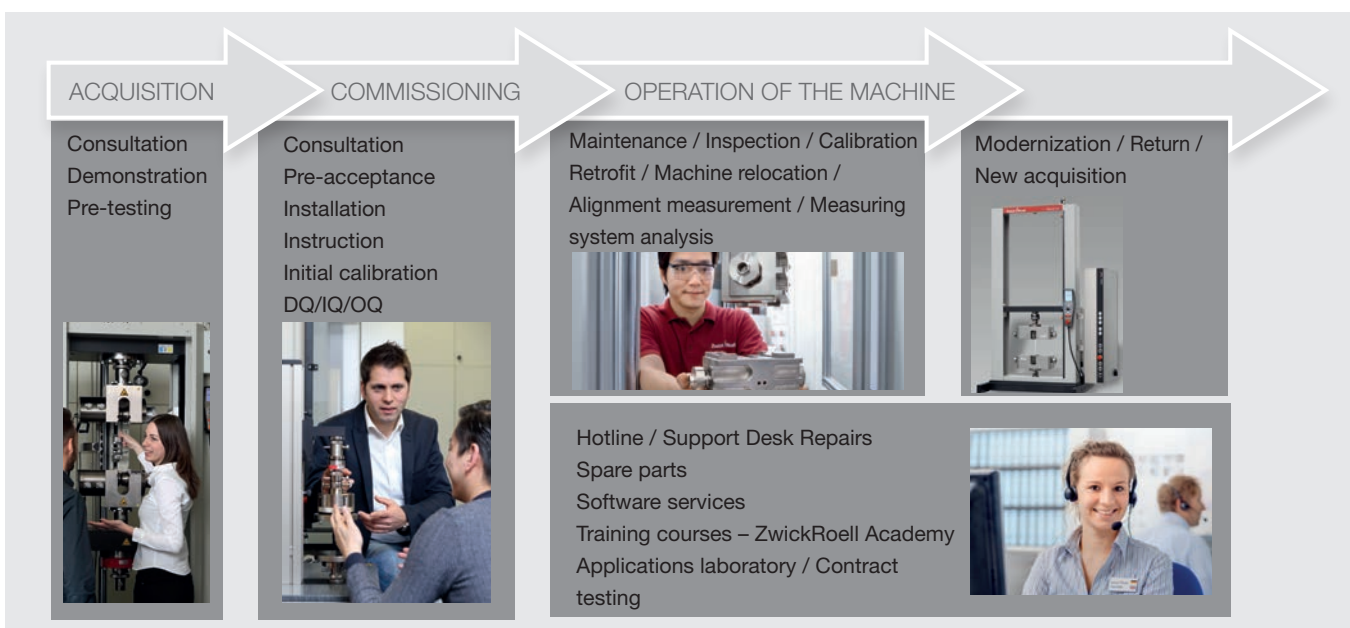 ACQUISITION
COMMISSIONING
OPERATION OF THE MACHINE
Consultation
Demonstration
Pre-testing
Consultation
Pre-acceptance
Installation
Instruction
Initial calibration
DQ/IQ/OQ
Maintenance / Inspection / Calibration
Retrofit / Machine relocation /
Alignment measurement / Measuring
system analysis
Modernization / Return /
New acquisition
Hotline / Support Desk Repairs
Spare parts
Software services
Training courses – ZwickRoell Academy
Applications laboratory / Contract
testing